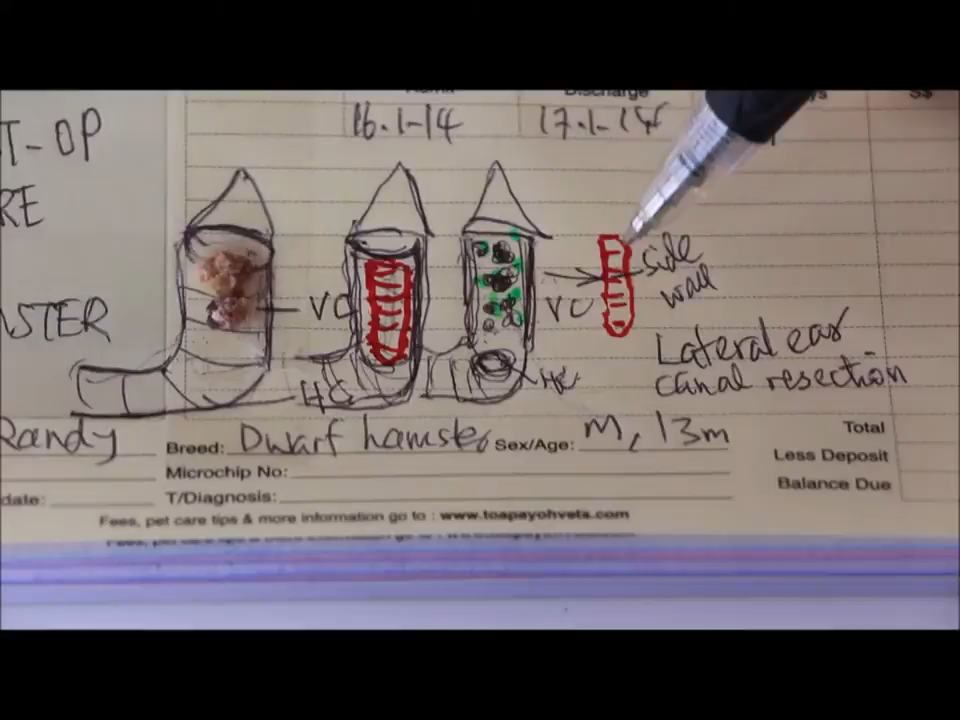 Discharge
S$
16.1-14 17.1-14
T-OP
RE
STER
VC
VC
side
wall
HC
HC
Lateral ear
canal resection
Randy Breed: Dwarf hamster Sex/Age: M, 13m
Total
Microchip No:
Less Deposit
date: T/Diagnosis:
Balance Due
Fees, pet care tips & more information go to : www.toapayohvets.com